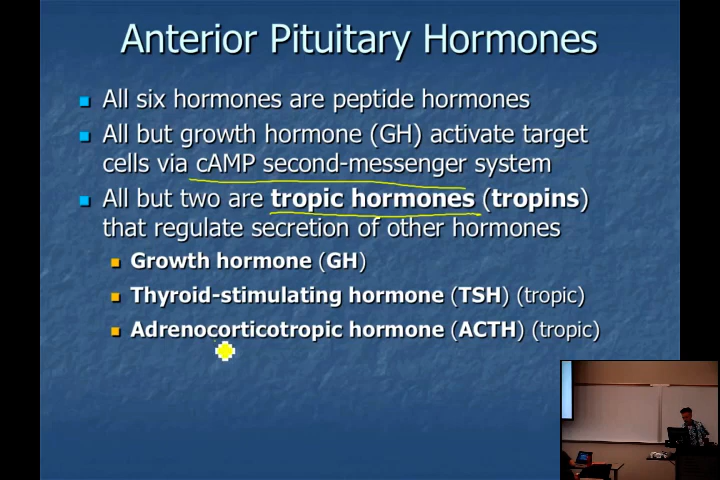 Anterior Pituitary Hormones
All six hormones are peptide hormones
All but growth hormone (GH) activate target
cells via cAMP second-messenger system
All but two are tropic hormones (tropins)
that regulate secretion of other hormones
Growth hormone (GH)
Thyroid-stimulating hormone (TSH) (tropic)
Adrenocorticotropic hormone (ACTH) (tropic)